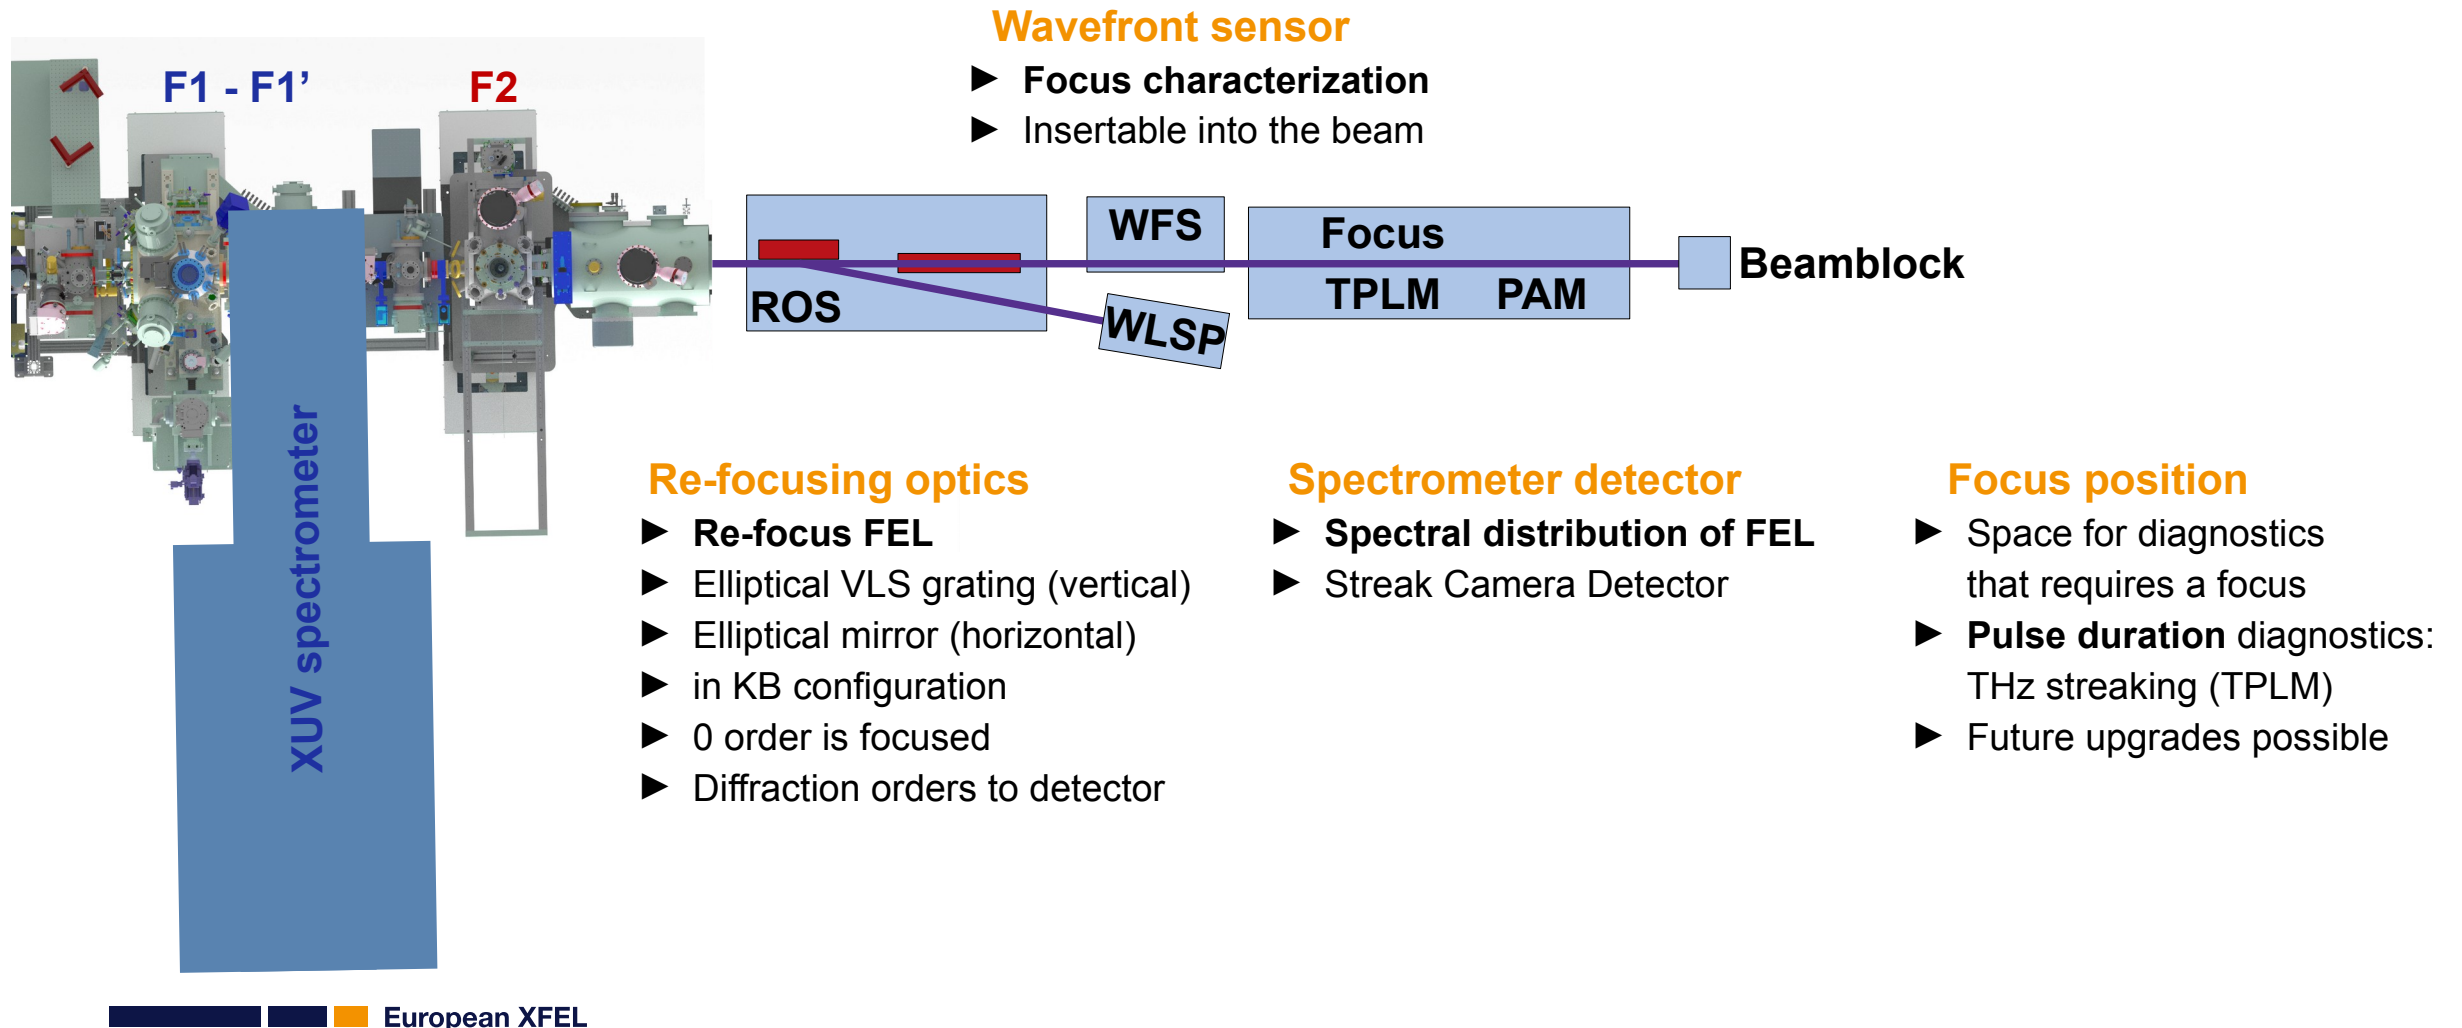 Wavefront sensor
► Focus characterization
► Insertable into the beam
F1 - F1’
F2
WFS
Focus
TPLM PAM
Beamblock
ROS
WLSP
XUV spectrometer
Re-focusing optics
► Re-focus FEL
► Elliptical VLS grating (vertical)
► Elliptical mirror (horizontal)
► in KB configuration
► 0 order is focused
► Diffraction orders to detector
Spectrometer detector
► Spectral distribution of FEL
► Streak Camera Detector
Focus position
► Space for diagnostics
that requires a focus
► Pulse duration diagnostics:
THz streaking (TPLM)
► Future upgrades possible
European XFEL